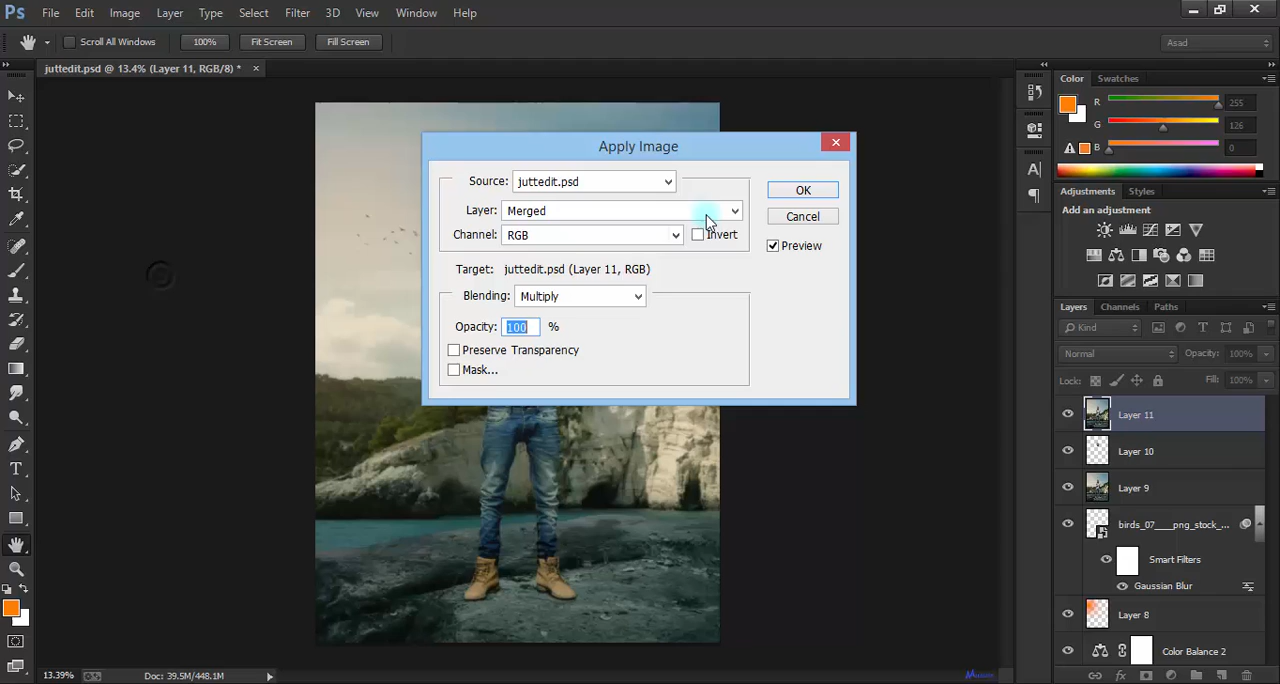 Ps File Edit Image Layer Type Select Filter 3D View Window Help
Scroll All Windows 100% Fit Screen Fill Screen Asad
juttedit.psd @ 13.4% (Layer 11, RGB/8) *
Color Swatches
R 255
G 126
B 0
Apply Image
Source: juttedit.psd
OK
Layer: Merged
Cancel
Channel: RGB Invert
Preview
Target: juttedit.psd (Layer 11, RGB)
Blending: Multiply
Opacity: 100 %
Preserve Transparency
Mask...
Adjustments Styles
Add an adjustment
Layers Channels Paths
Kind
Normal Opacity: 100%
Lock: Fill: 100%
Layer 11
Layer 10
Layer 9
birds_07____png_stock_...
Smart Filters
Gaussian Blur
Layer 8
Color Balance 2
13.39% Doc: 39.5M/448.1M